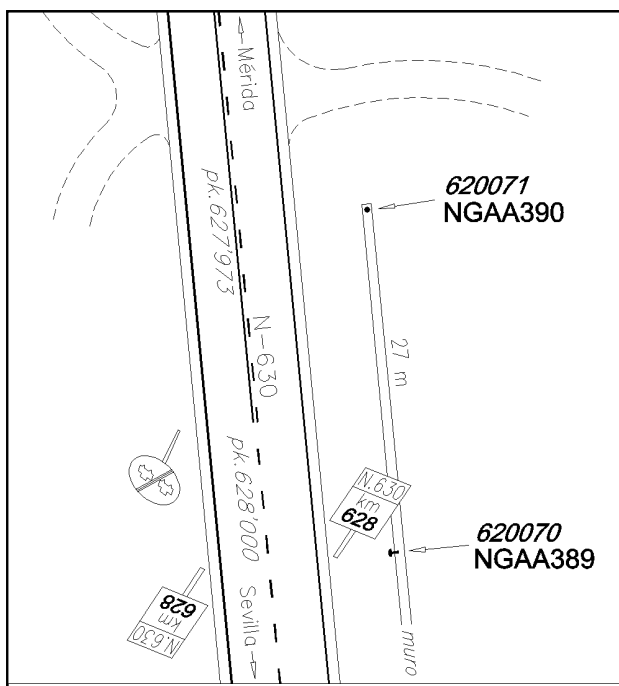 ←Mérida
620071
NGAA390
pk.627'973
N-630
27 m
N.630
km
628
pk.628'000
620070
NGAA389
N.630
km
628
Sevilla→
muro